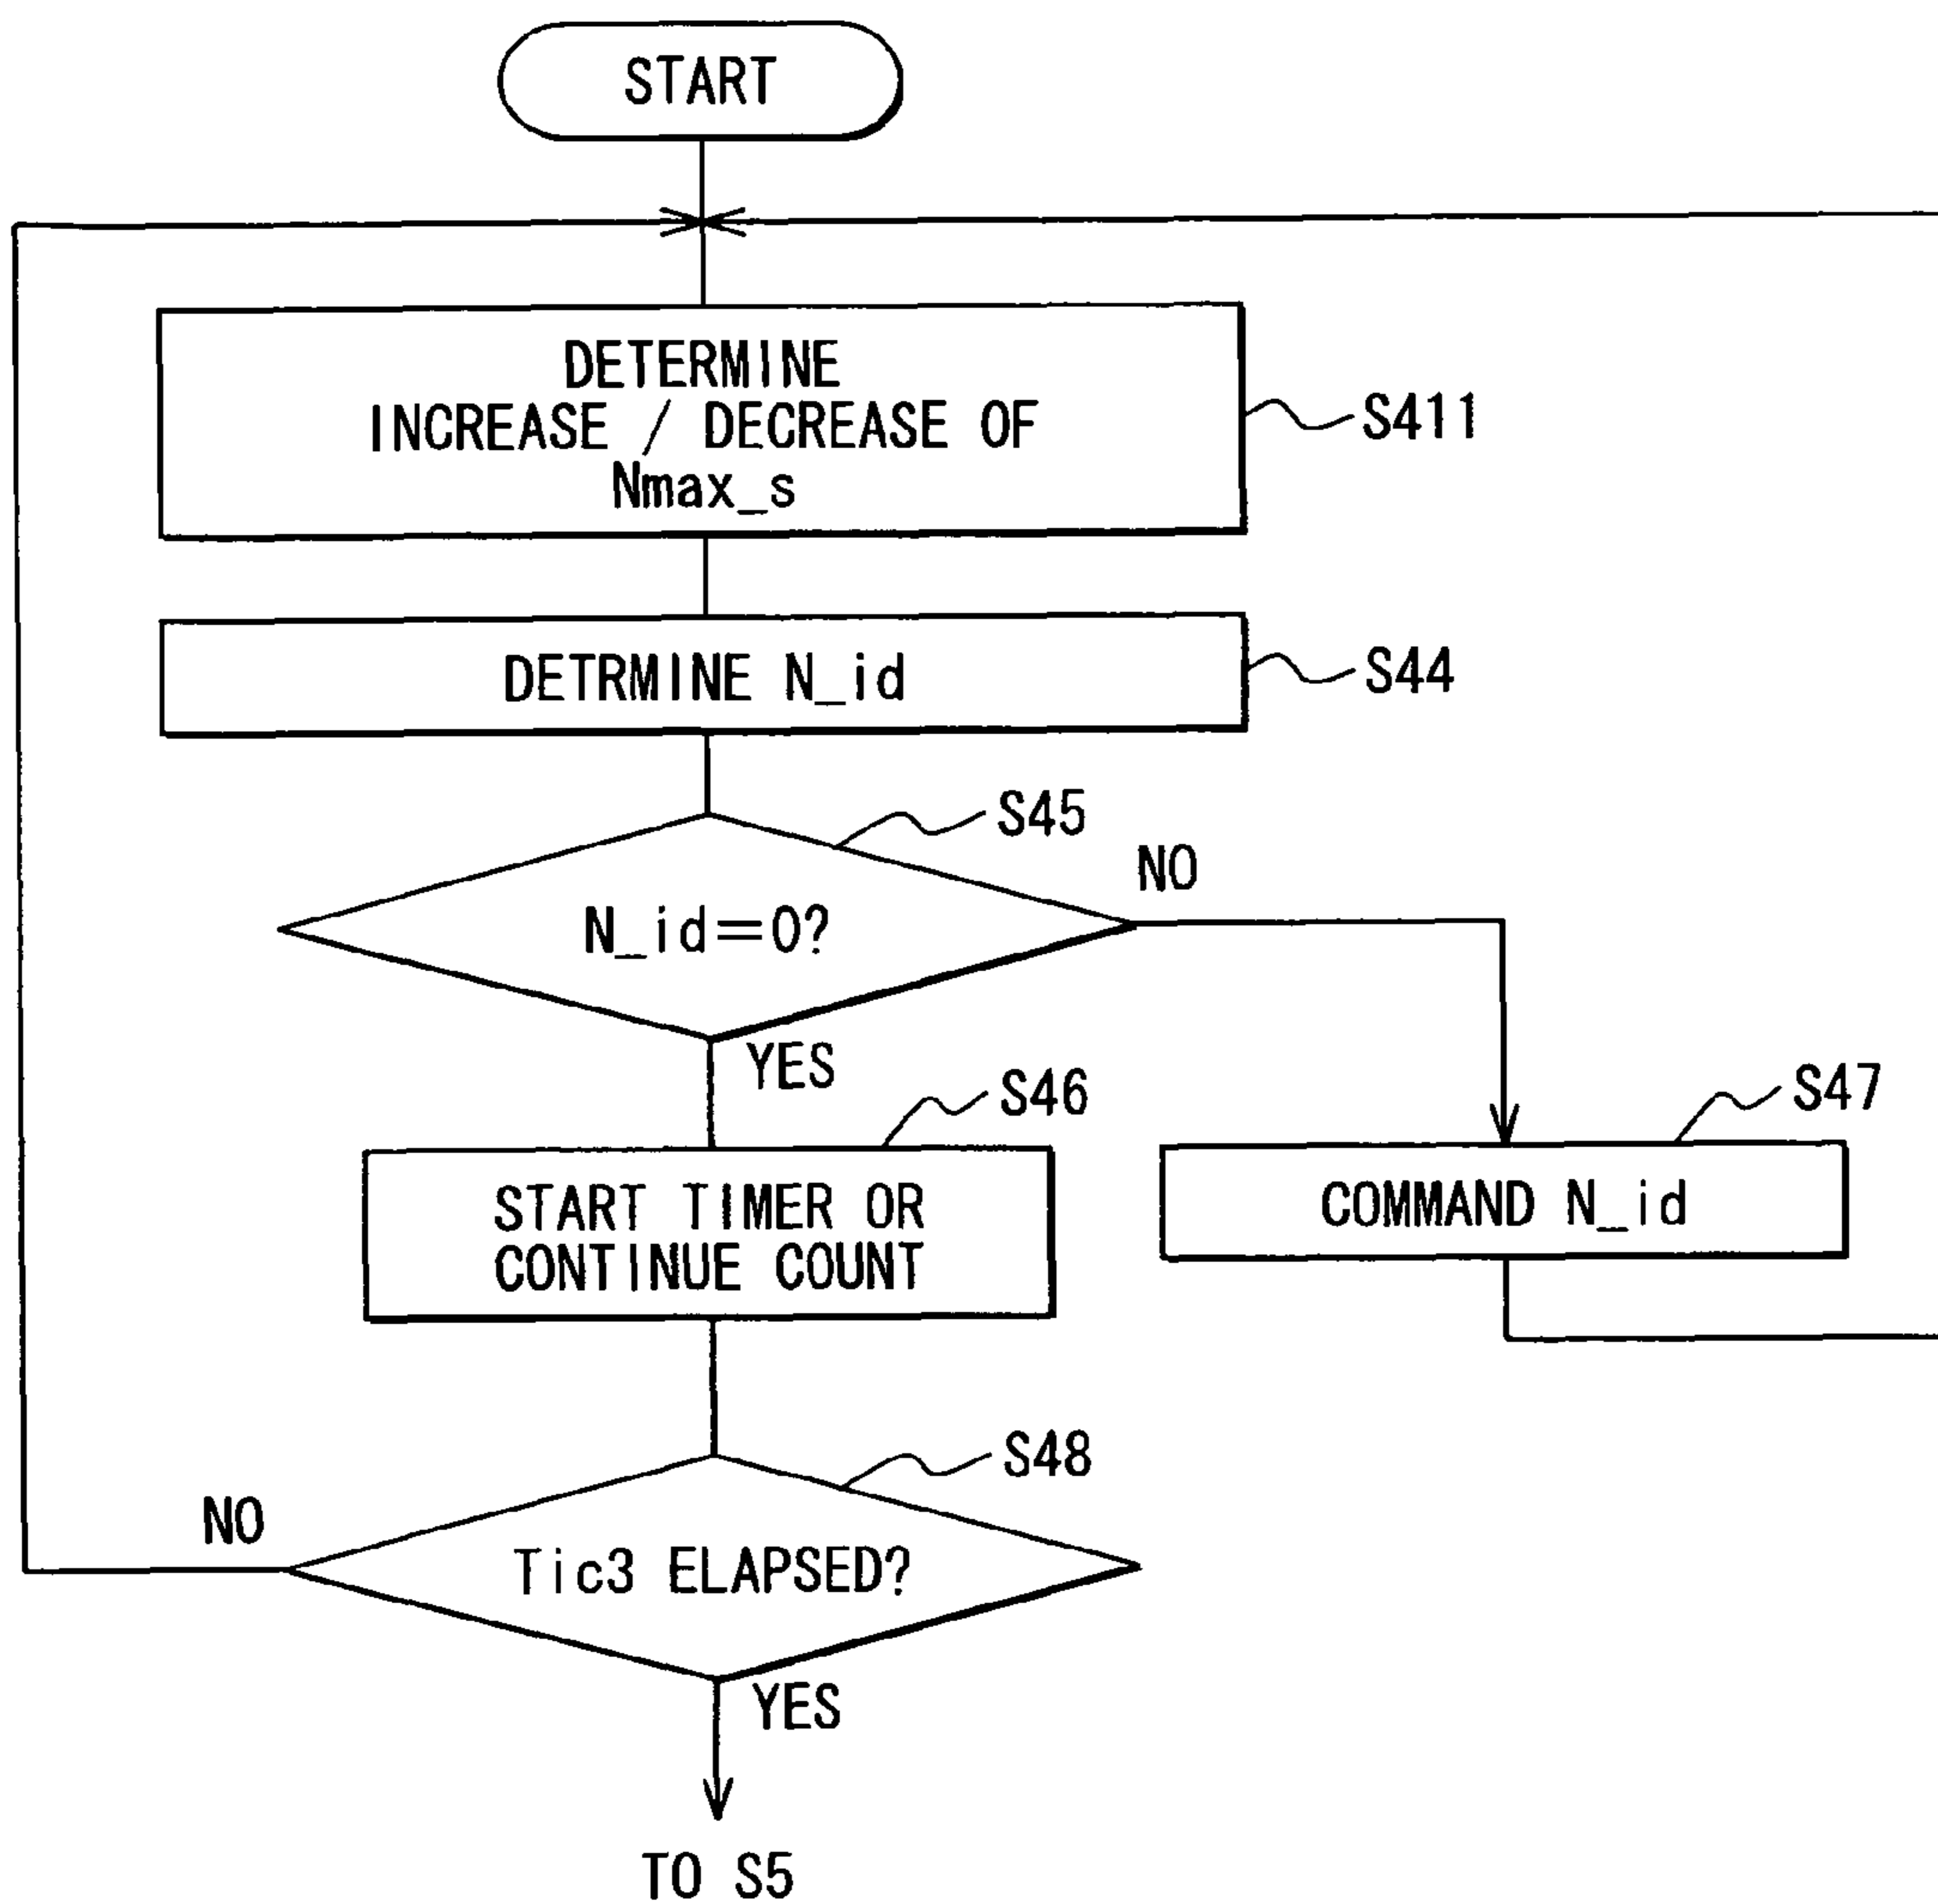 START
DETERMINE
INCREASE / DECREASE OF
Nmax_s
S411
DETRMINE N_id
S44
S45
NO
N_id=0?
YES
S46
S47
START TIMER OR
CONTINUE COUNT
COMMAND N_id
S48
NO
Tic3 ELAPSED?
YES
TO S5